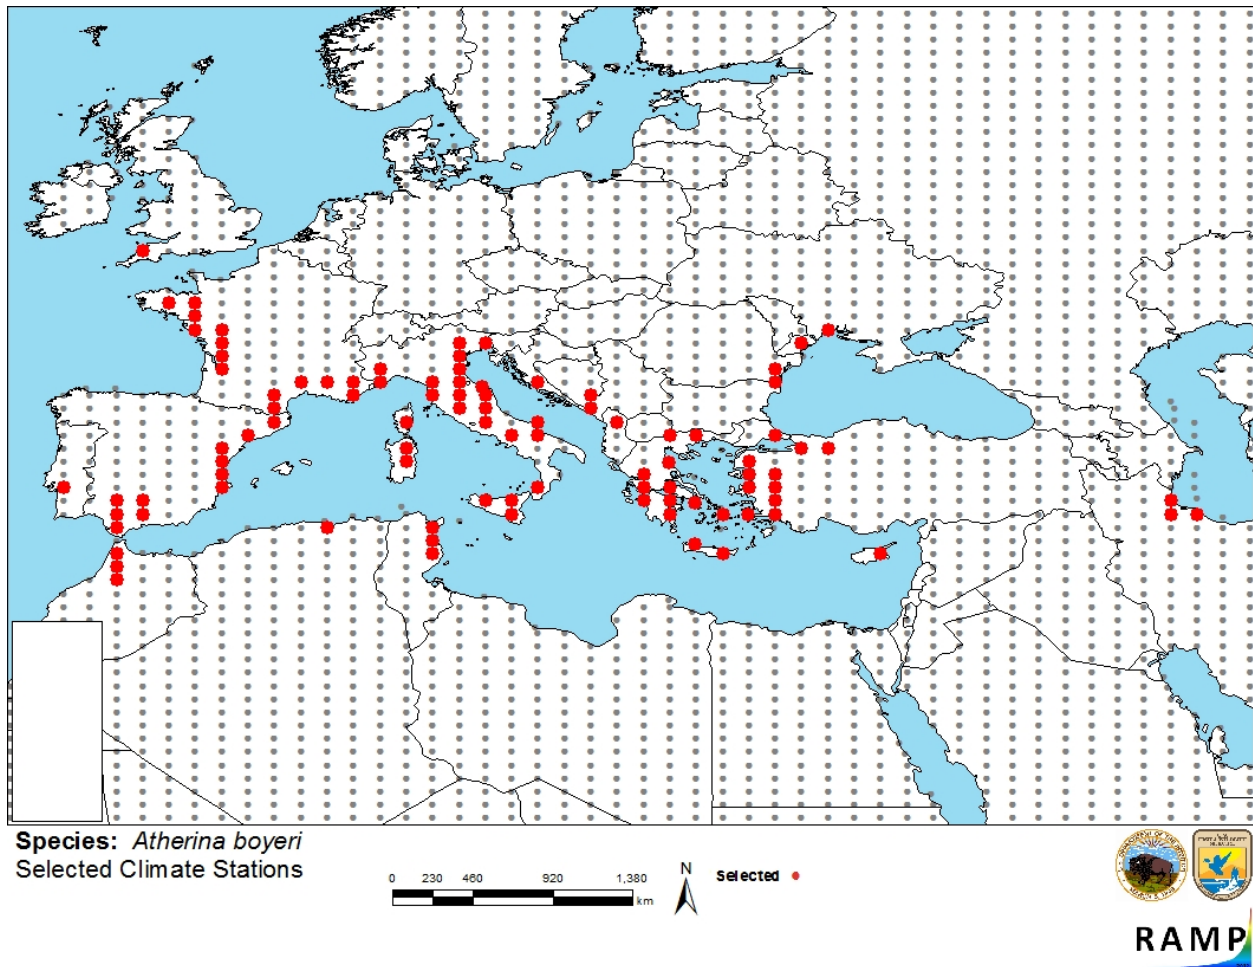 Species: Atherina boyeri
Selected Climate Stations
0 230 460 920 1,380
km
N
Selected
RAMP